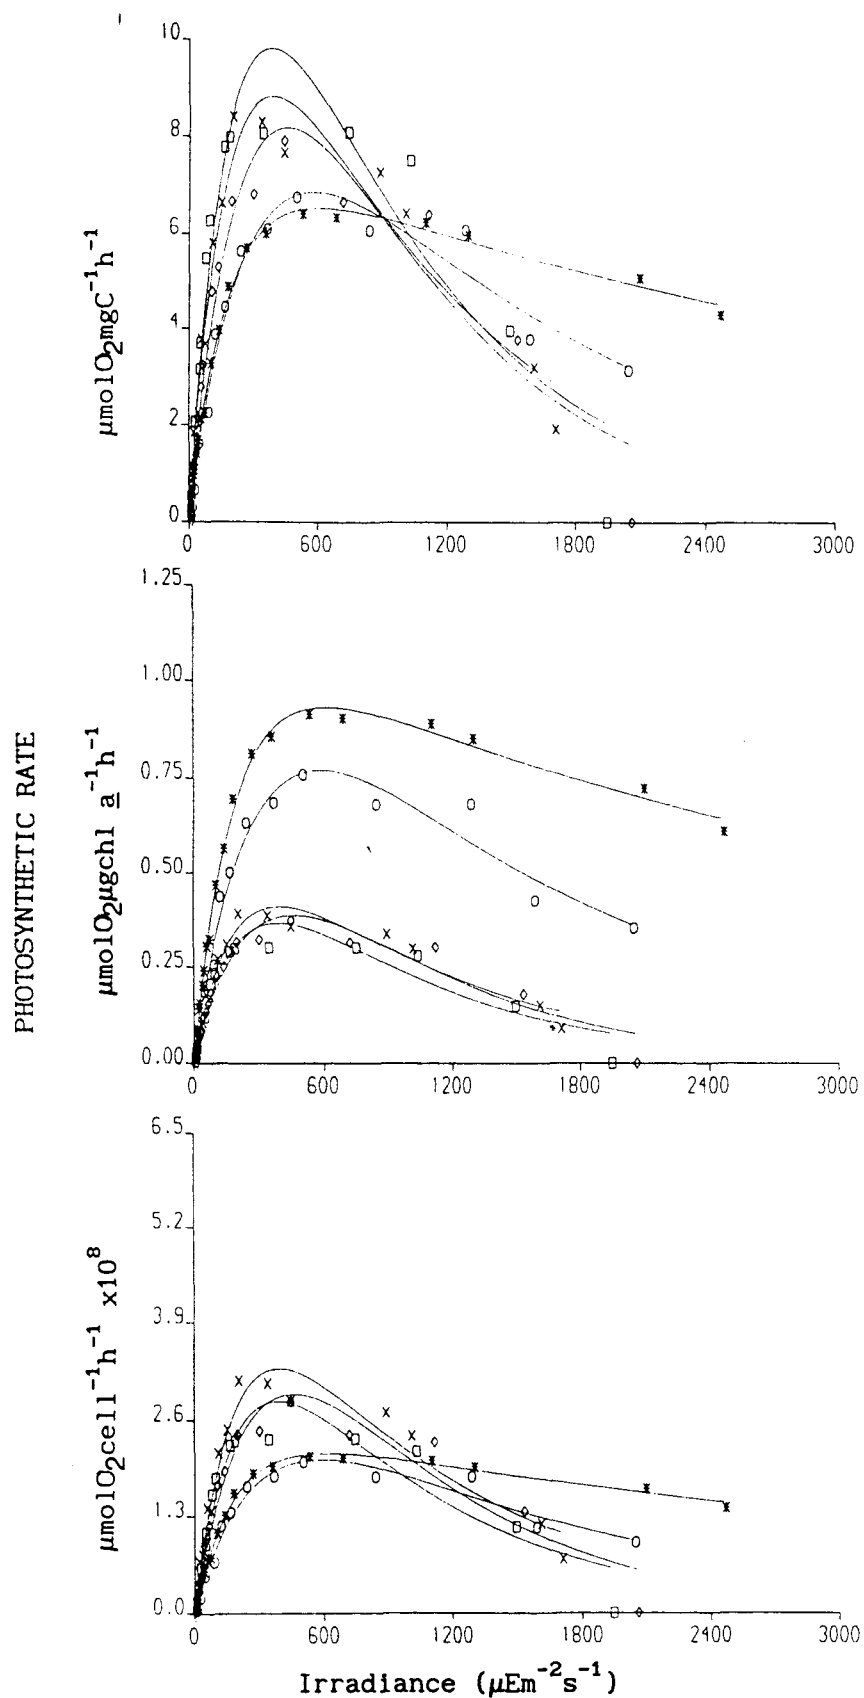 10
8
6
4
2
0
0 600 1200 1800 2400 3000
μmolO₂mgC⁻¹h⁻¹
1.25
1.00
0.75
0.50
0.25
0.00
0 600 1200 1800 2400 3000
μmolO₂μgchl a⁻¹h⁻¹
PHOTOSYNTHETIC RATE
6.5
5.2
3.9
2.6
1.3
0.0
0 600 1200 1800 2400 3000
μmolO₂cell⁻¹h⁻¹ x10⁸
Irradiance (μEm⁻²s⁻¹)